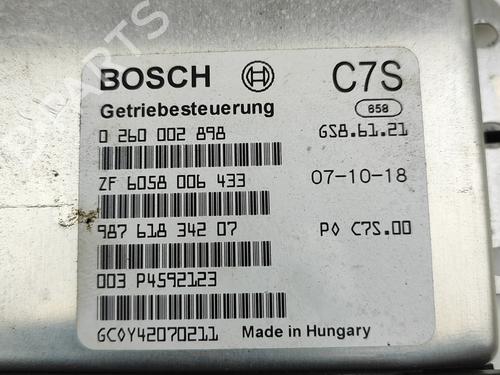 BOSCH C7S
Getriebesteuerung 658
0 260 002 898 GS8.61.21
ZF 6058 006 433 07-10-18
987 618 342 07 P0 C7S.00
003 P4592123
GC0Y42070211 Made in Hungary